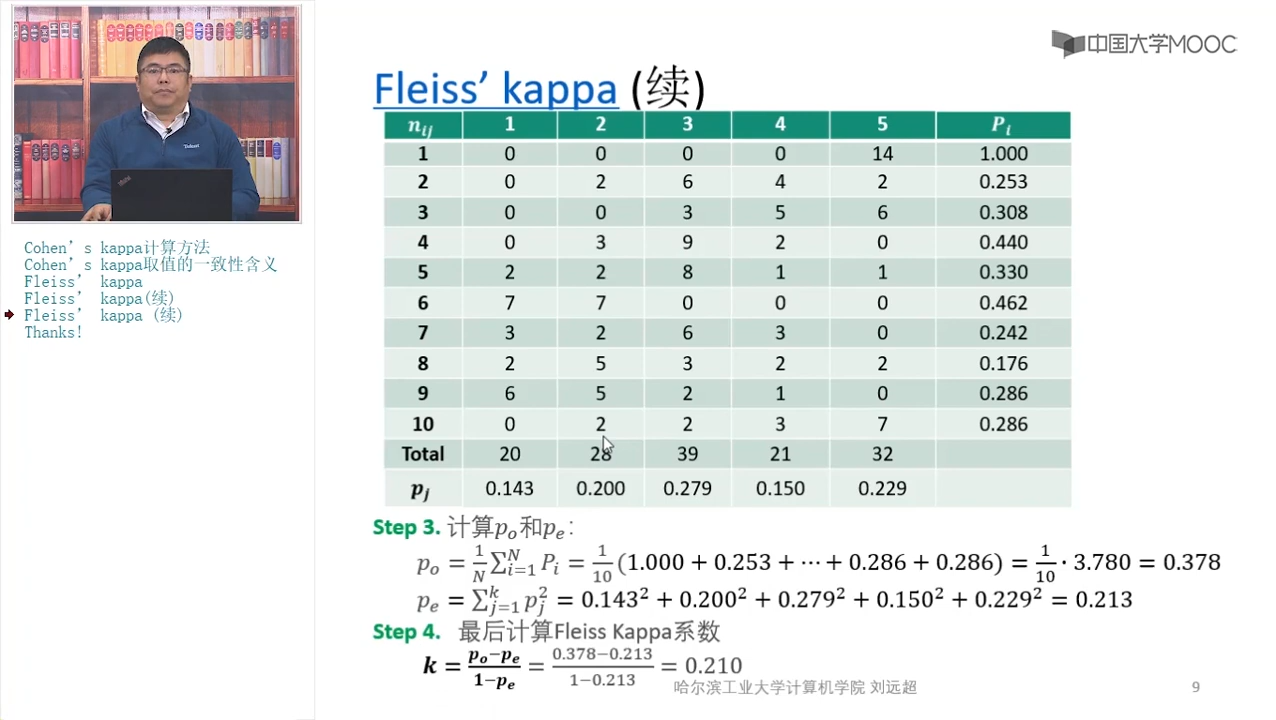 中国大学MOOC
Fleiss’ kappa (续)
n_ij 1 2 3 4 5 P_i
1 0 0 0 0 14 1.000
2 0 2 6 4 2 0.253
3 0 0 3 5 6 0.308
4 0 3 9 2 0 0.440
5 2 2 8 1 1 0.330
6 7 7 0 0 0 0.462
7 3 2 6 3 0 0.242
8 2 5 3 2 2 0.176
9 6 5 2 1 0 0.286
10 0 2 2 3 7 0.286
Total 20 28 39 21 32
p_j 0.143 0.200 0.279 0.150 0.229
Step 3. 计算p_o和p_e:
p_o = 1/N ∑_{i=1}^{N} P_i = 1/10 (1.000 + 0.253 + ⋯ + 0.286 + 0.286) = 1/10 · 3.780 = 0.378
p_e = ∑_{j=1}^{k} p_j^2 = 0.143² + 0.200² + 0.279² + 0.150² + 0.229² = 0.213
Step 4. 最后计算Fleiss Kappa系数
k = (p_o−p_e)/(1−p_e) = (0.378−0.213)/(1−0.213) = 0.210
哈尔滨工业大学计算机学院 刘远超
9
Cohen’s kappa计算方法
Cohen’s kappa取值的一致性含义
Fleiss’ kappa
Fleiss’ kappa(续)
Fleiss’ kappa (续)
Thanks!